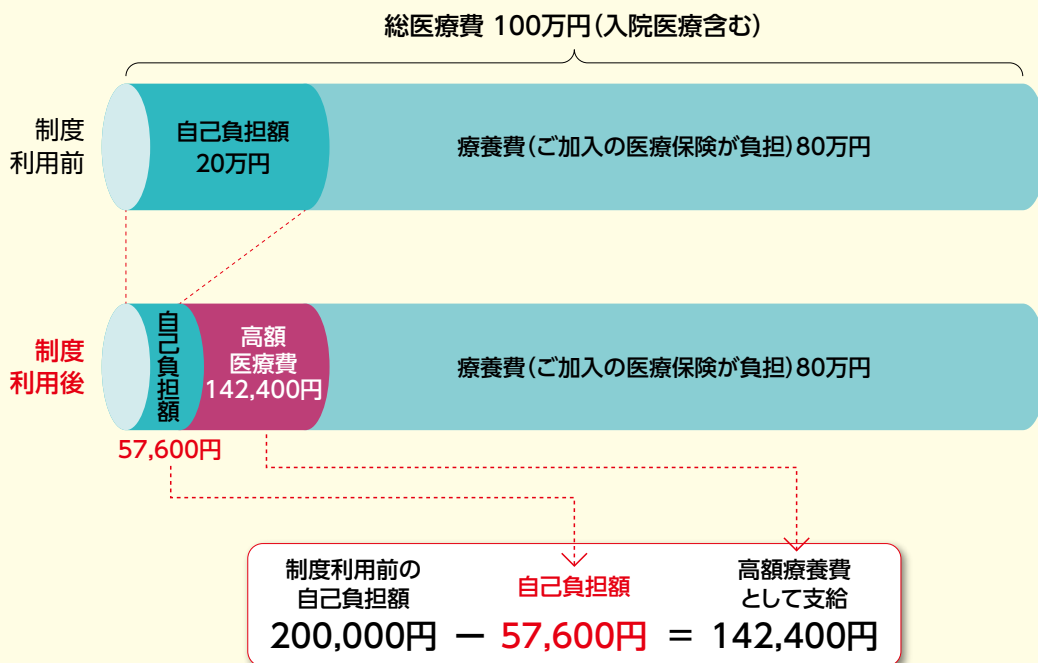 総医療費 100万円(入院医療含む)
制度
利用前
自己負担額
20万円
療養費(ご加入の医療保険が負担)80万円
制度
利用後
自己負担額
高額
医療費
142,400円
療養費(ご加入の医療保険が負担)80万円
57,600円
制度利用前の
自己負担額
200,000円
－
自己負担額
57,600円
＝
高額療養費
として支給
142,400円